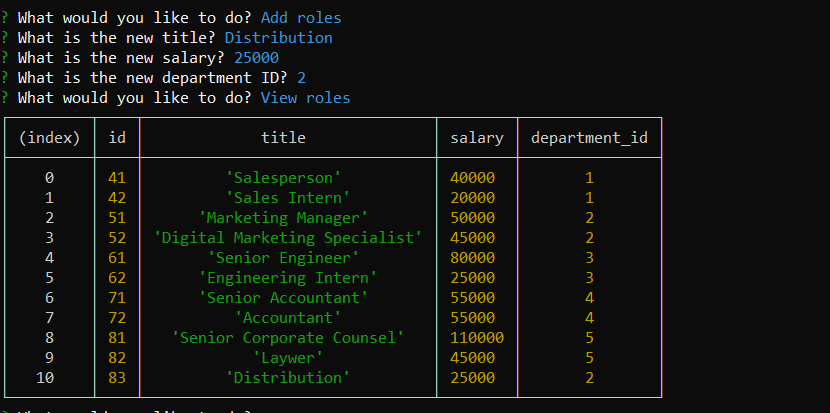 ? What would you like to do? Add roles
? What is the new title? Distribution
? What is the new salary? 25000
? What is the new department ID? 2
? What would you like to do? View roles
(index) id title salary department_id
0 41 'Salesperson' 40000 1
1 42 'Sales Intern' 20000 1
2 51 'Marketing Manager' 50000 2
3 52 'Digital Marketing Specialist' 45000 2
4 61 'Senior Engineer' 80000 3
5 62 'Engineering Intern' 25000 3
6 71 'Senior Accountant' 55000 4
7 72 'Accountant' 55000 4
8 81 'Senior Corporate Counsel' 110000 5
9 82 'Laywer' 45000 5
10 83 'Distribution' 25000 2